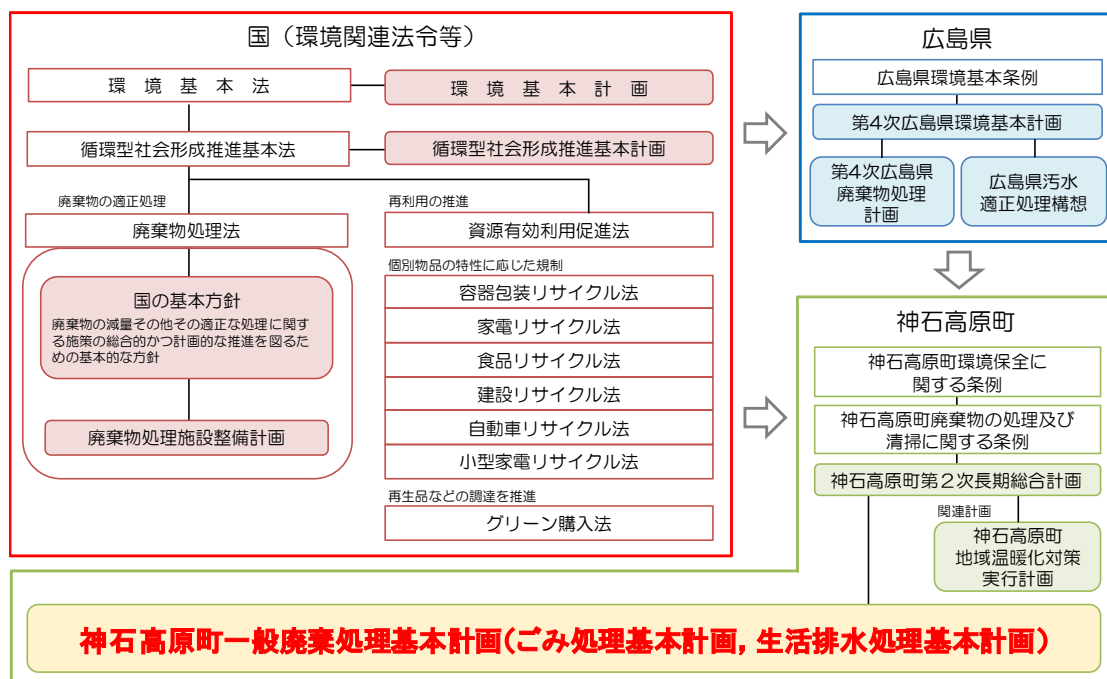 国（環境関連法令等）
環境基本法
環境基本計画
循環型社会形成推進基本法
循環型社会形成推進基本計画
廃棄物の適正処理
廃棄物処理法
国の基本方針
廃棄物の減量その他その適正な処理に関す
る施策の総合的かつ計画的な推進を図るた
めの基本的な方針
廃棄物処理施設整備計画
再利用の推進
資源有効利用促進法
個別物品の特性に応じた規制
容器包装リサイクル法
家電リサイクル法
食品リサイクル法
建設リサイクル法
自動車リサイクル法
小型家電リサイクル法
再生品などの調達を推進
グリーン購入法
広島県
広島県環境基本条例
第4次広島県環境基本計画
第4次広島県
廃棄物処理
計画
広島県汚水
適正処理構想
神石高原町
神石高原町環境保全に
関する条例
神石高原町廃棄物の処理及び
清掃に関する条例
神石高原町第２次長期総合計画
関連計画
神石高原町
地域温暖化対策
実行計画
神石高原町一般廃棄処理基本計画(ごみ処理基本計画, 生活排水処理基本計画)